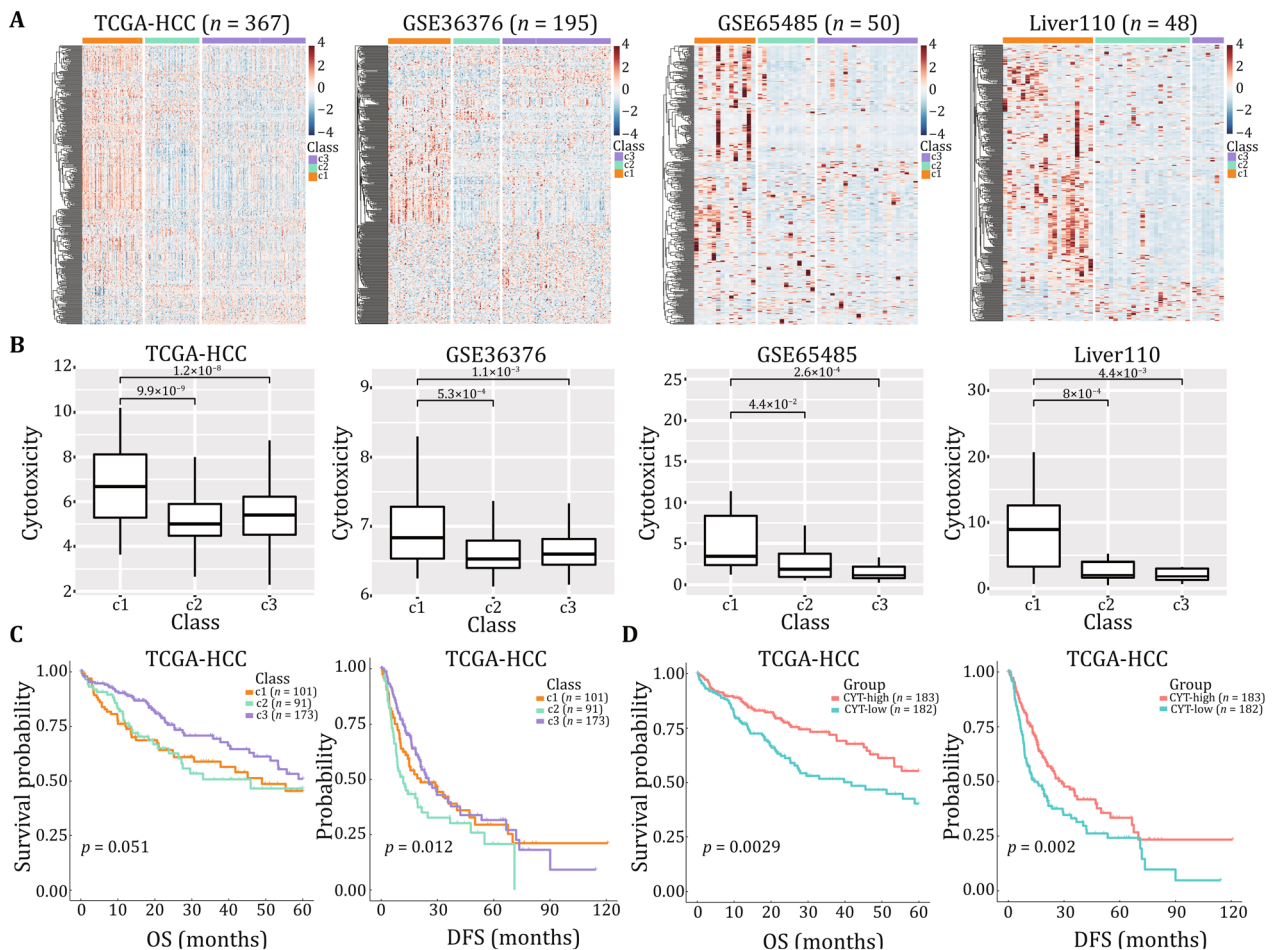 A
TCGA-HCC (n = 367)
4
2
0
−2
−4
Class
c3
c2
c1
GSE36376 (n = 195)
4
2
0
−2
−4
Class
c3
c2
c1
GSE65485 (n = 50)
4
2
0
−2
−4
Class
c3
c2
c1
Liver110 (n = 48)
4
2
0
−2
−4
Class
c3
c2
c1
B
TCGA-HCC
1.2×10⁻⁸
9.9×10⁻⁹
12
10
8
6
4
2
Cytotoxicity
c1 c2 c3
Class
GSE36376
1.1×10⁻³
5.3×10⁻⁴
9
8
7
6
Cytotoxicity
c1 c2 c3
Class
GSE65485
2.6×10⁻⁴
4.4×10⁻²
25
20
15
10
5
0
Cytotoxicity
c1 c2 c3
Class
Liver110
4.4×10⁻³
8×10⁻⁴
30
20
10
0
Cytotoxicity
c1 c2 c3
Class
C
TCGA-HCC
Class
c1 (n = 101)
c2 (n = 91)
c3 (n = 173)
1.00
0.75
0.50
0.25
0.00
Survival probability
p = 0.051
0 10 20 30 40 50 60
OS (months)
TCGA-HCC
Class
c1 (n = 101)
c2 (n = 91)
c3 (n = 173)
1.00
0.75
0.50
0.25
0.00
Probability
p = 0.012
0 30 60 90 120
DFS (months)
D
TCGA-HCC
Group
CYT-high (n = 183)
CYT-low (n = 182)
1.00
0.75
0.50
0.25
0.00
Survival probability
p = 0.0029
0 10 20 30 40 50 60
OS (months)
TCGA-HCC
Group
CYT-high (n = 183)
CYT-low (n = 182)
1.00
0.75
0.50
0.25
0.00
Probability
p = 0.002
0 30 60 90 120
DFS (months)